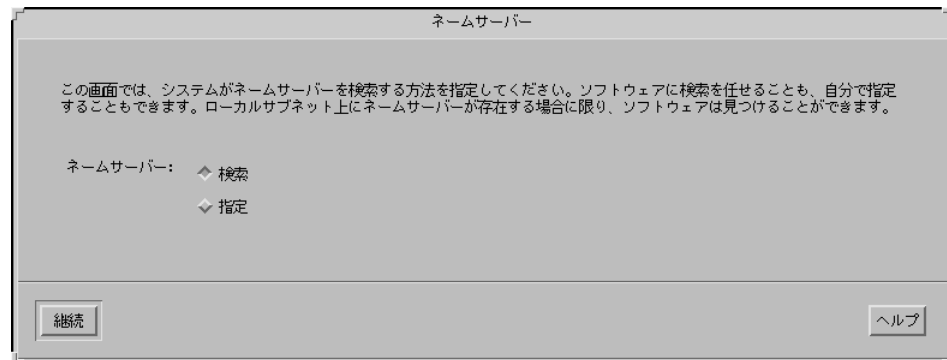 ネームサーバー
この画面では、システムがネームサーバーを検索する方法を指定してください。ソフトウェアに検索を任せることも、自分で指定
することもできます。ローカルサブネット上にネームサーバーが存在する場合に限り、ソフトウェアは見つけることができます。
ネームサーバー: 検索
指定
継続 ヘルプ